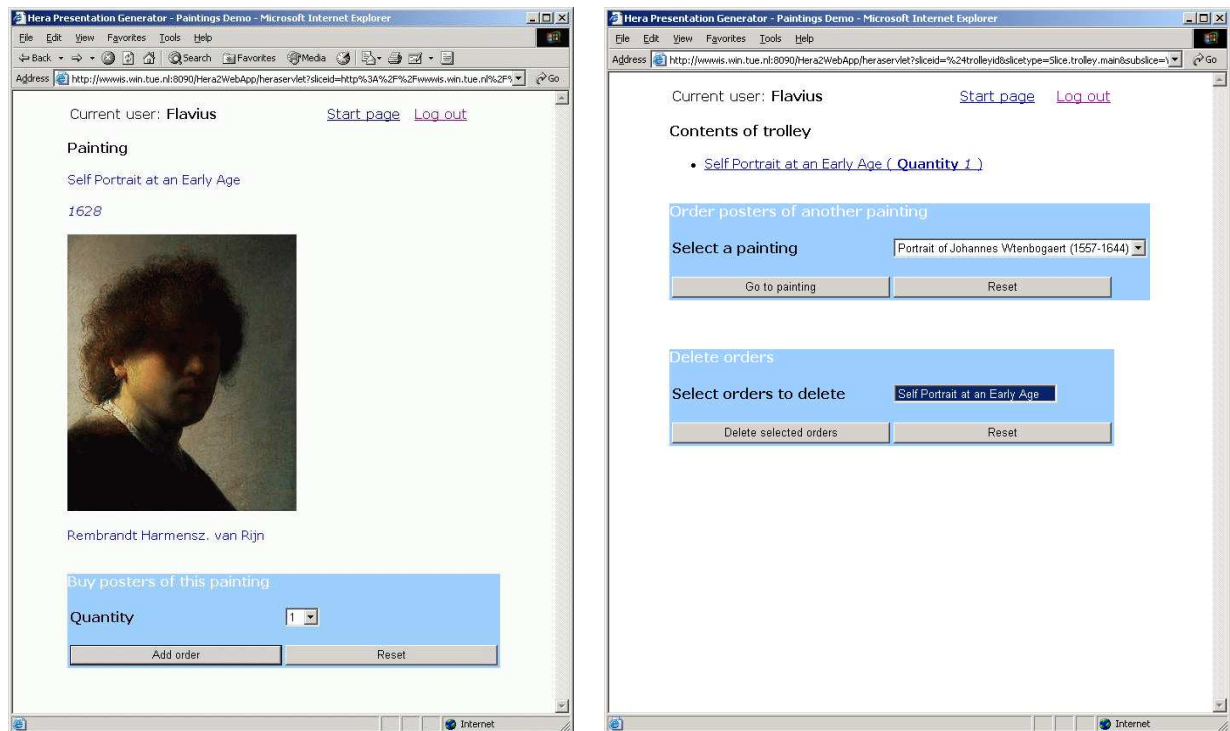 Hera Presentation Generator - Paintings Demo - Microsoft Internet Explorer
File Edit View Favorites Tools Help
Back Search Favorites Media
Address http://wwwis.win.tue.nl:8090/Hera2WebApp/heraservlet?sliceid=http%3A%2F%2Fwwwis.win.tue.nl%2F% Go
Current user: Flavius Start page Log out
Painting
Self Portrait at an Early Age
1628
Rembrandt Harmensz. van Rijn
Buy posters of this painting
Quantity 1
Add order Reset
Internet
Hera Presentation Generator - Paintings Demo - Microsoft Internet Explorer
File Edit View Favorites Tools Help
Address http://wwwis.win.tue.nl:8090/Hera2WebApp/heraservlet?sliceid=%24trolleyid&slicetype=Slice.trolley.main&subslice=\ Go
Current user: Flavius Start page Log out
Contents of trolley
• Self Portrait at an Early Age ( Quantity 1 )
Order posters of another painting
Select a painting Portrait of Johannes Wtenbogaert (1557-1644)
Go to painting Reset
Delete orders
Select orders to delete Self Portrait at an Early Age
Delete selected orders Reset
Internet